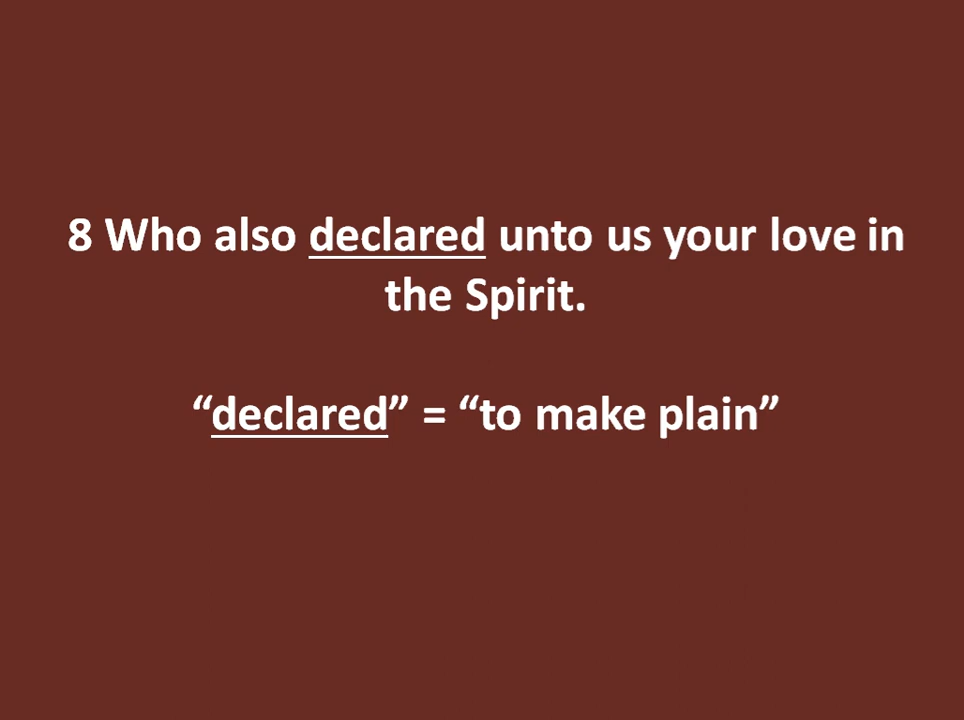 8 Who also declared unto us your love in
the Spirit.
“declared” = “to make plain”